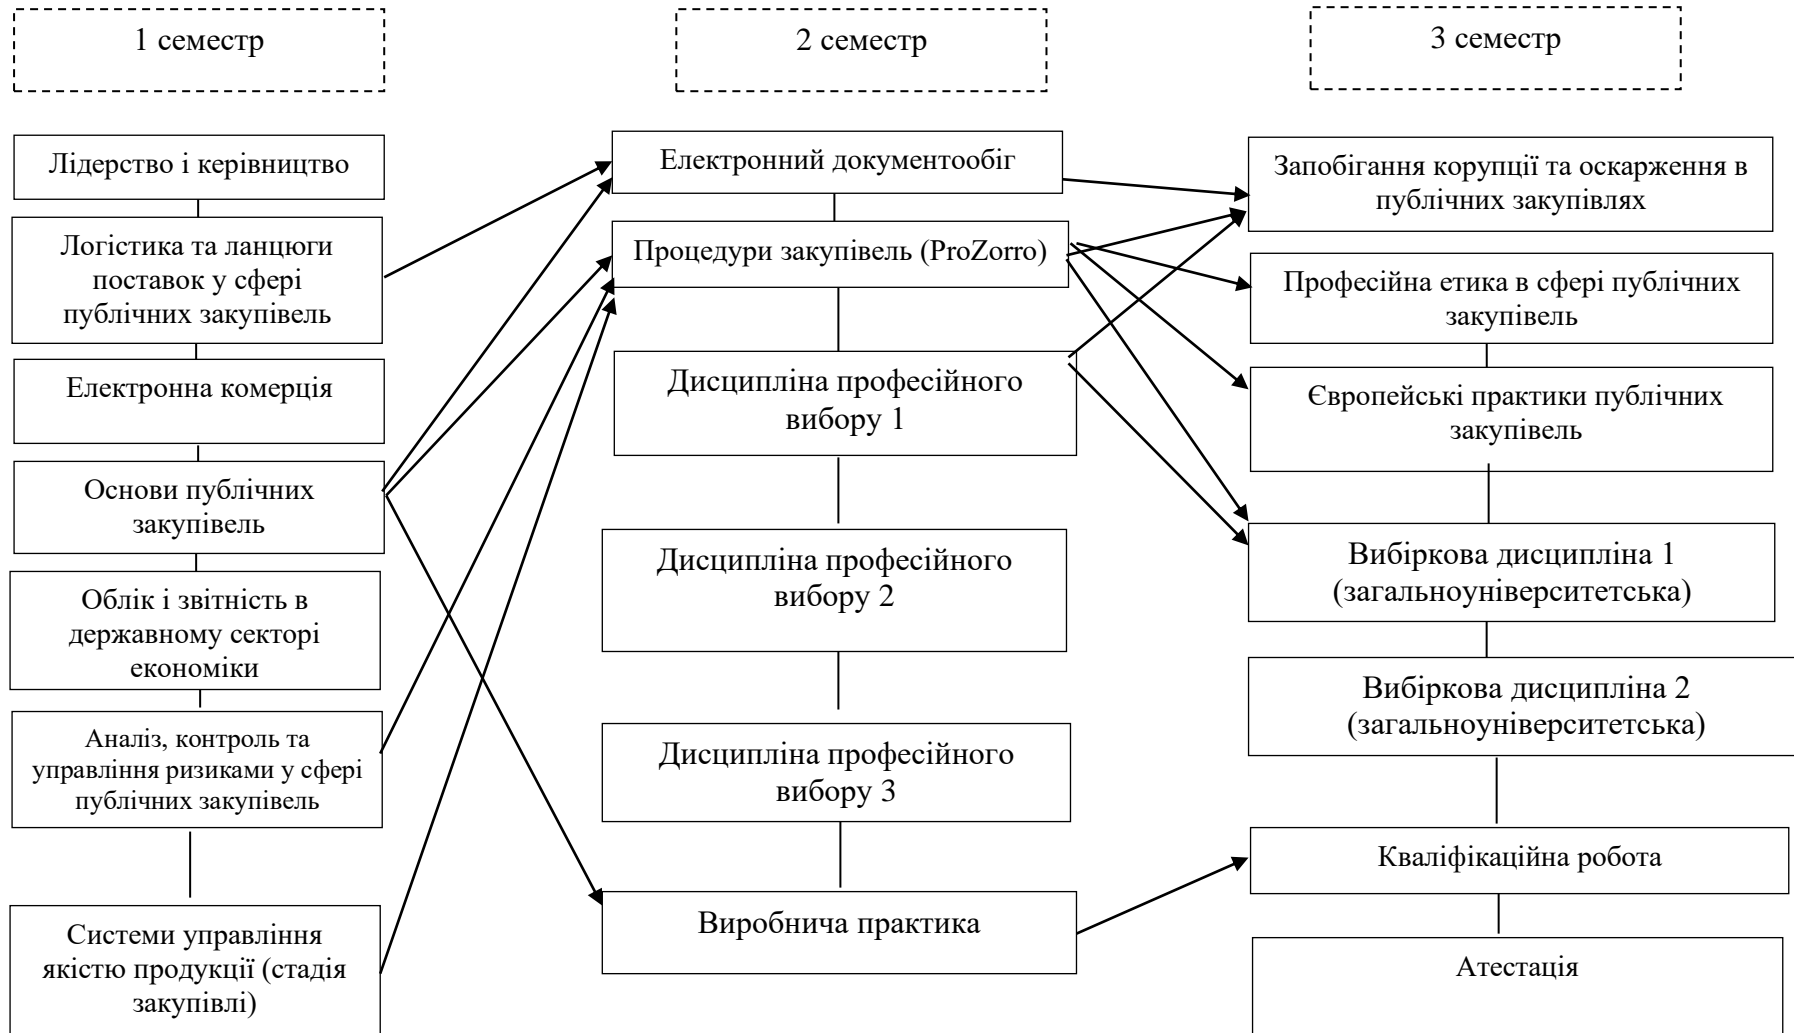 1 семестр
2 семестр
3 семестр
Лідерство і керівництво
Логістика та ланцюги
поставок у сфері
публічних закупівель
Електронна комерція
Основи публічних
закупівель
Облік і звітність в
державному секторі
економіки
Аналіз, контроль та
управління ризиками у сфері
публічних закупівель
Системи управління
якістю продукції (стадія
закупівлі)
Електронний документообіг
Процедури закупівель (ProZorro)
Дисципліна професійного
вибору 1
Дисципліна професійного
вибору 2
Дисципліна професійного
вибору 3
Виробнича практика
Запобігання корупції та оскарження в
публічних закупівлях
Професійна етика в сфері публічних
закупівель
Європейські практики публічних
закупівель
Вибіркова дисципліна 1
(загальноуніверситетська)
Вибіркова дисципліна 2
(загальноуніверситетська)
Кваліфікаційна робота
Атестація